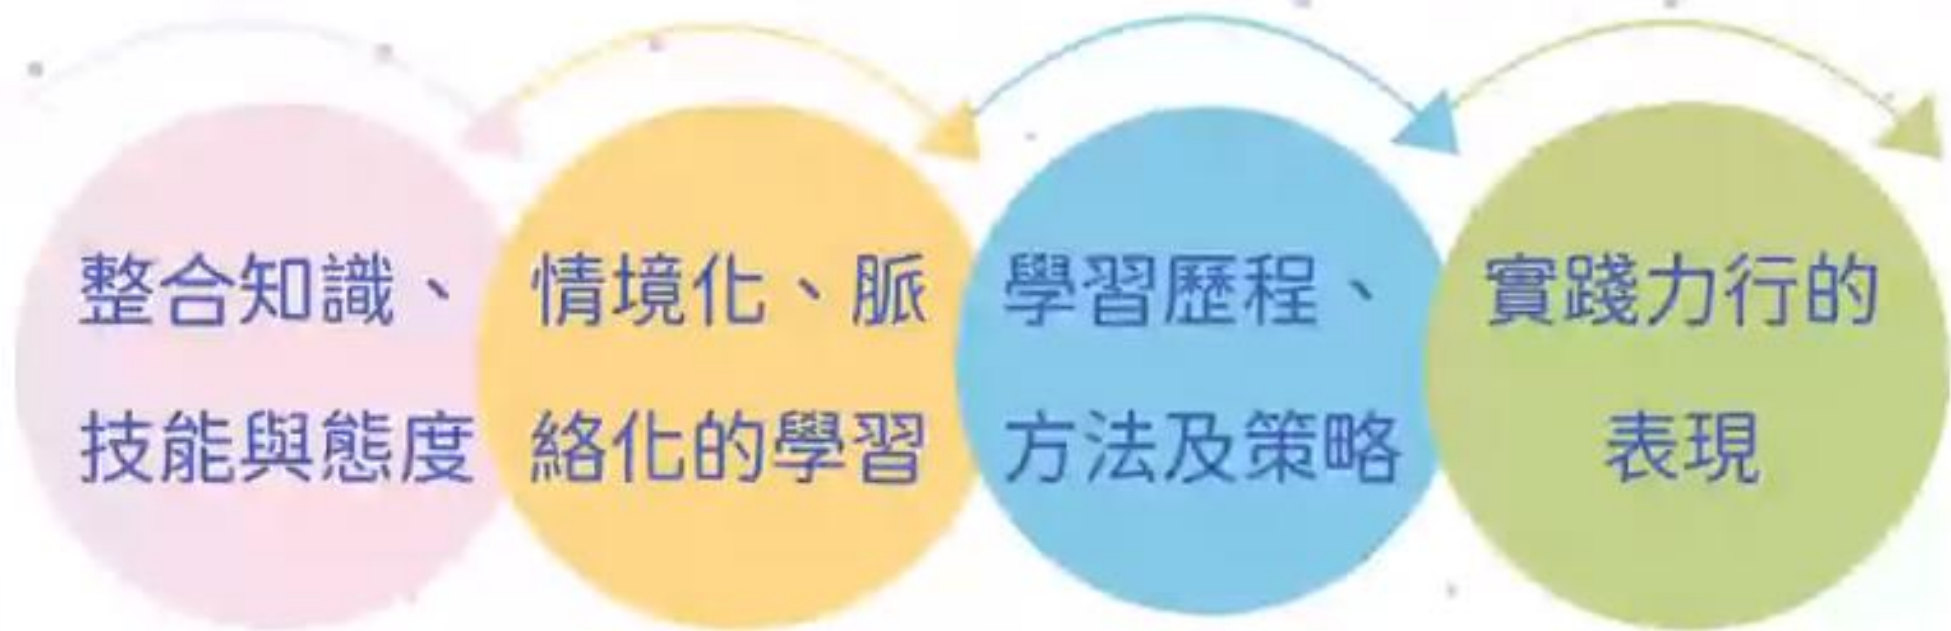 整合知識、
技能與態度
情境化、脈
絡化的學習
學習歷程、
方法及策略
實踐力行的
表現